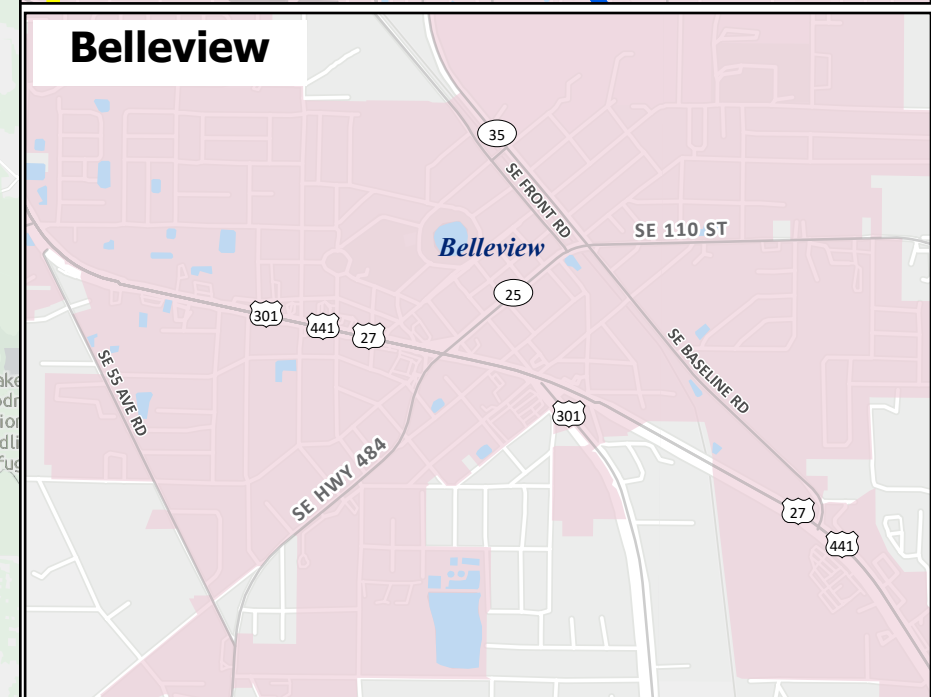 Belleview
35
SE FRONT RD
SE 110 ST
Belleview
25
301
441
27
SE BASELINE RD
SE 55 AVE RD
301
SE HWY 484
27
441